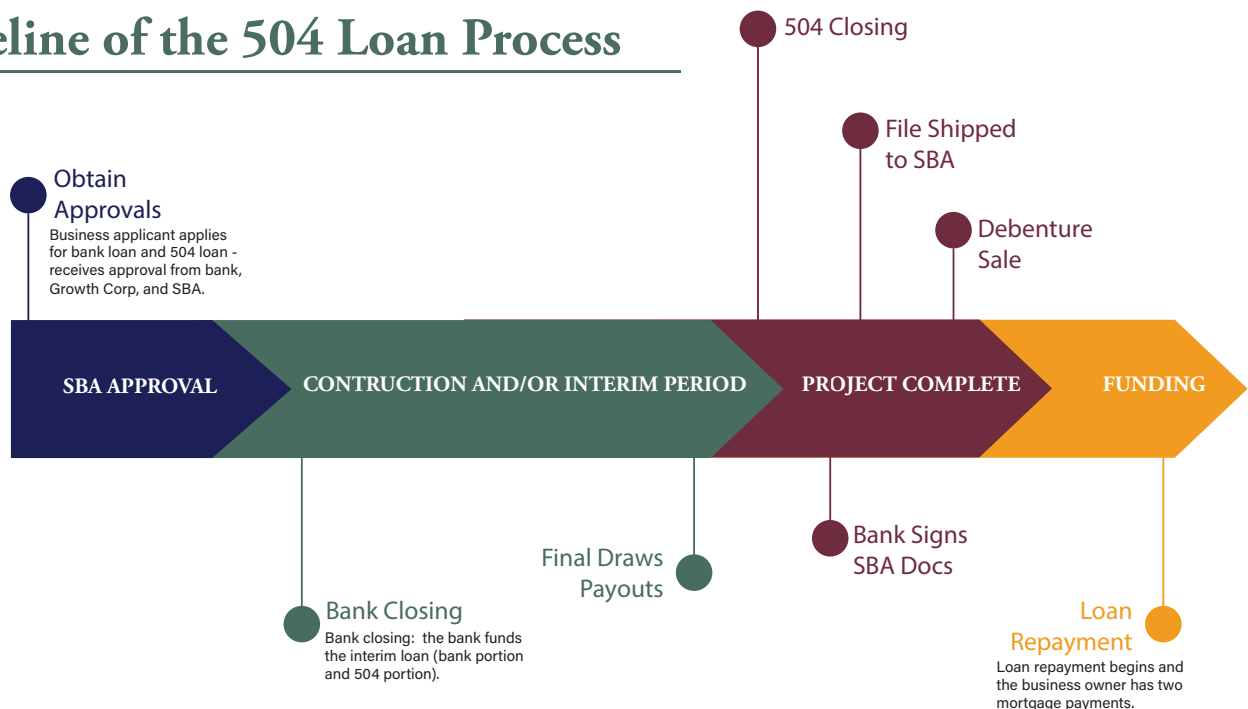 eline of the 504 Loan Process
504 Closing
File Shipped
to SBA
Obtain
Approvals
Business applicant applies
for bank loan and 504 loan -
receives approval from bank,
Growth Corp, and SBA.
Debenture
Sale
SBA APPROVAL
CONTRUCTION AND/OR INTERIM PERIOD
PROJECT COMPLETE
FUNDING
Bank Signs
SBA Docs
Final Draws
Payouts
Bank Closing
Bank closing:  the bank funds
the interim loan (bank portion
and 504 portion).
Loan
Repayment
Loan repayment begins and
the business owner has two
mortgage payments.